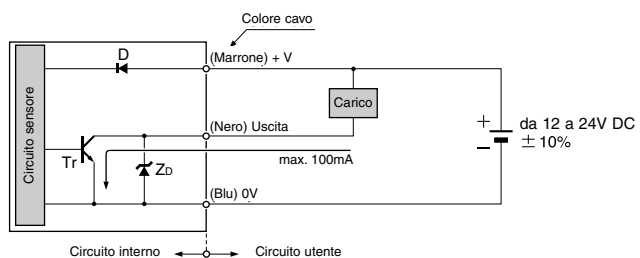 Colore cavo
D
(Marrone) + V
Circuito sensore
Carico
(Nero) Uscita
+
da 12 a 24V DC
− ± 10%
Tr
ZD
max. 100mA
(Blu) 0V
Circuito interno
Circuito utente